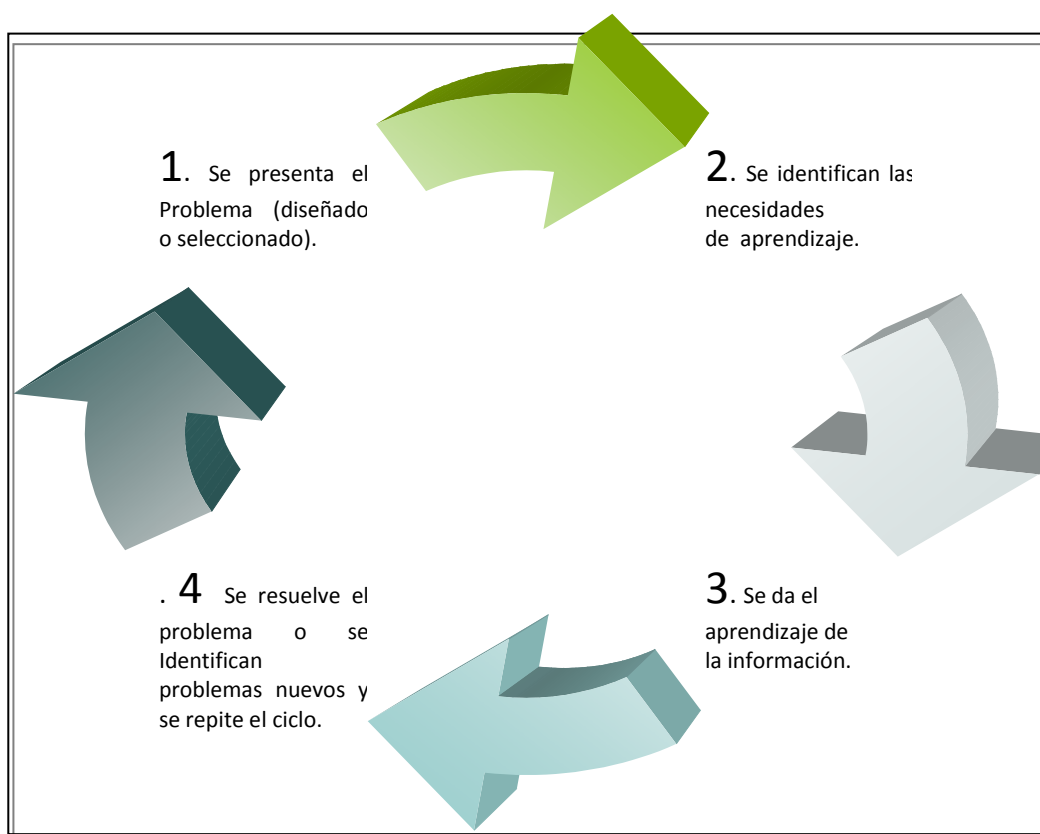 1. Se presenta el
Problema (diseñado
o seleccionado).
2. Se identifican las
necesidades
de aprendizaje.
3. Se da el
aprendizaje de
la información.
. 4 Se resuelve el
problema o se
Identifican
problemas nuevos y
se repite el ciclo.